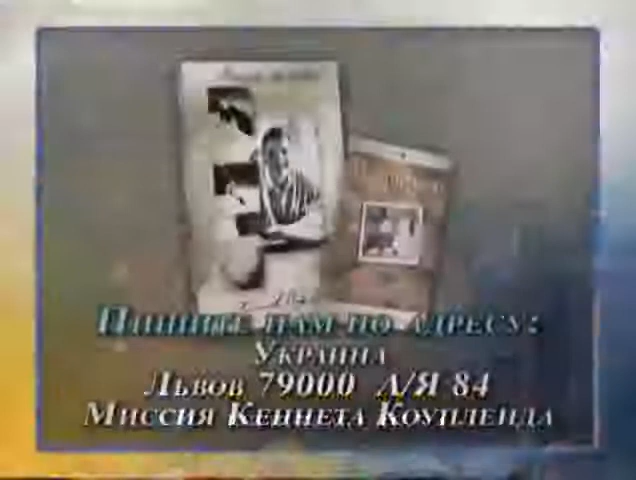 Пишите нам по адресу:
Украина
Львов 79000 А/Я 84
Миссия Кеннета Коупленда